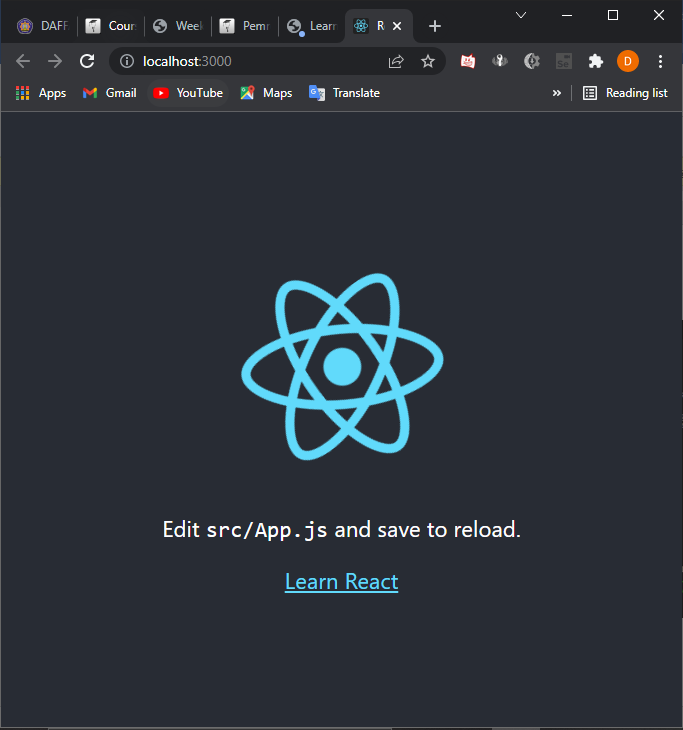 DAFF
Cour
Week
Pemr
Learn
R
localhost:3000
D
Apps
Gmail
YouTube
Maps
Translate
»
Reading list
Edit src/App.js and save to reload.
Learn React